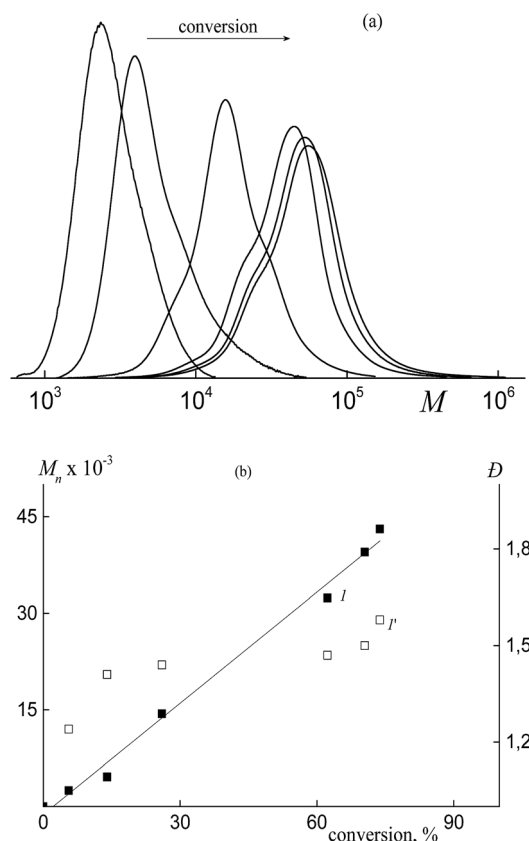 conversion
(a)
10³ 10⁴ 10⁵ M 10⁶
Mₙ x 10⁻³ (b) Đ
45
1,8
30
1
1'
1,5
15
1,2
0 30 60 90
conversion, %